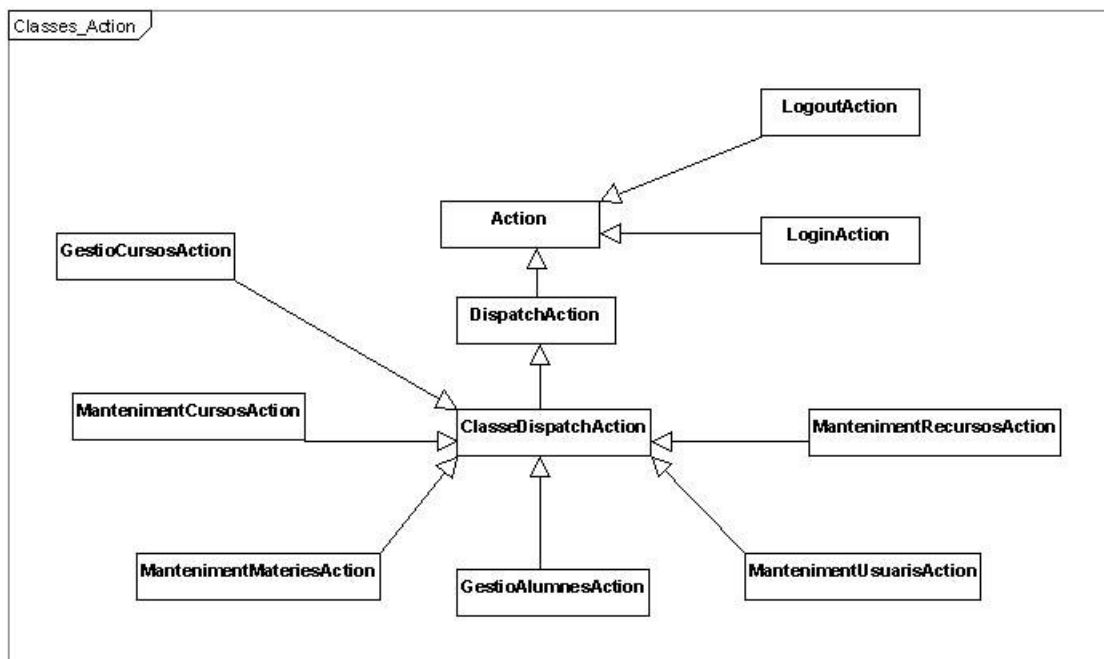 Classes_Action
LogoutAction
Action
LoginAction
GestioCursosAction
DispatchAction
MantenimentCursosAction
ClasseDispatchAction
MantenimentRecursosAction
MantenimentMateriesAction
GestioAlumnesAction
MantenimentUsuarisAction